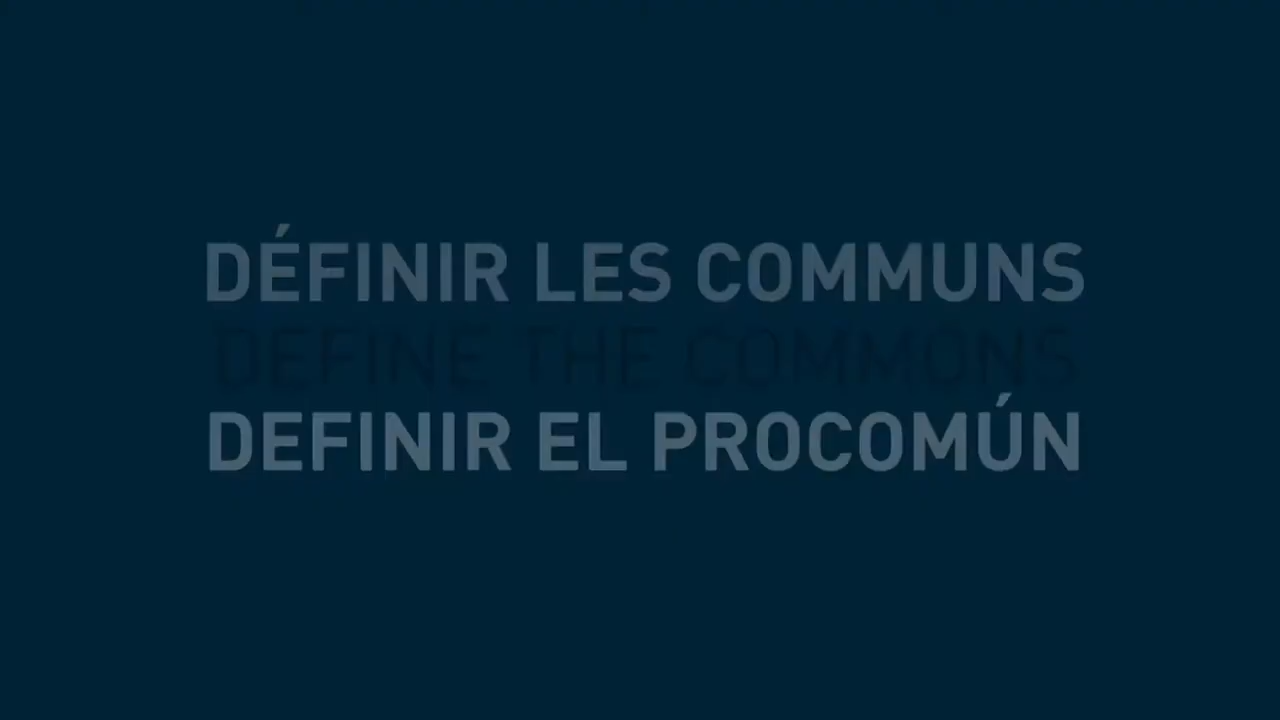 DÉFINIR LES COMMUNS
DEFINE THE COMMONS
DEFINIR EL PROCOMÚN